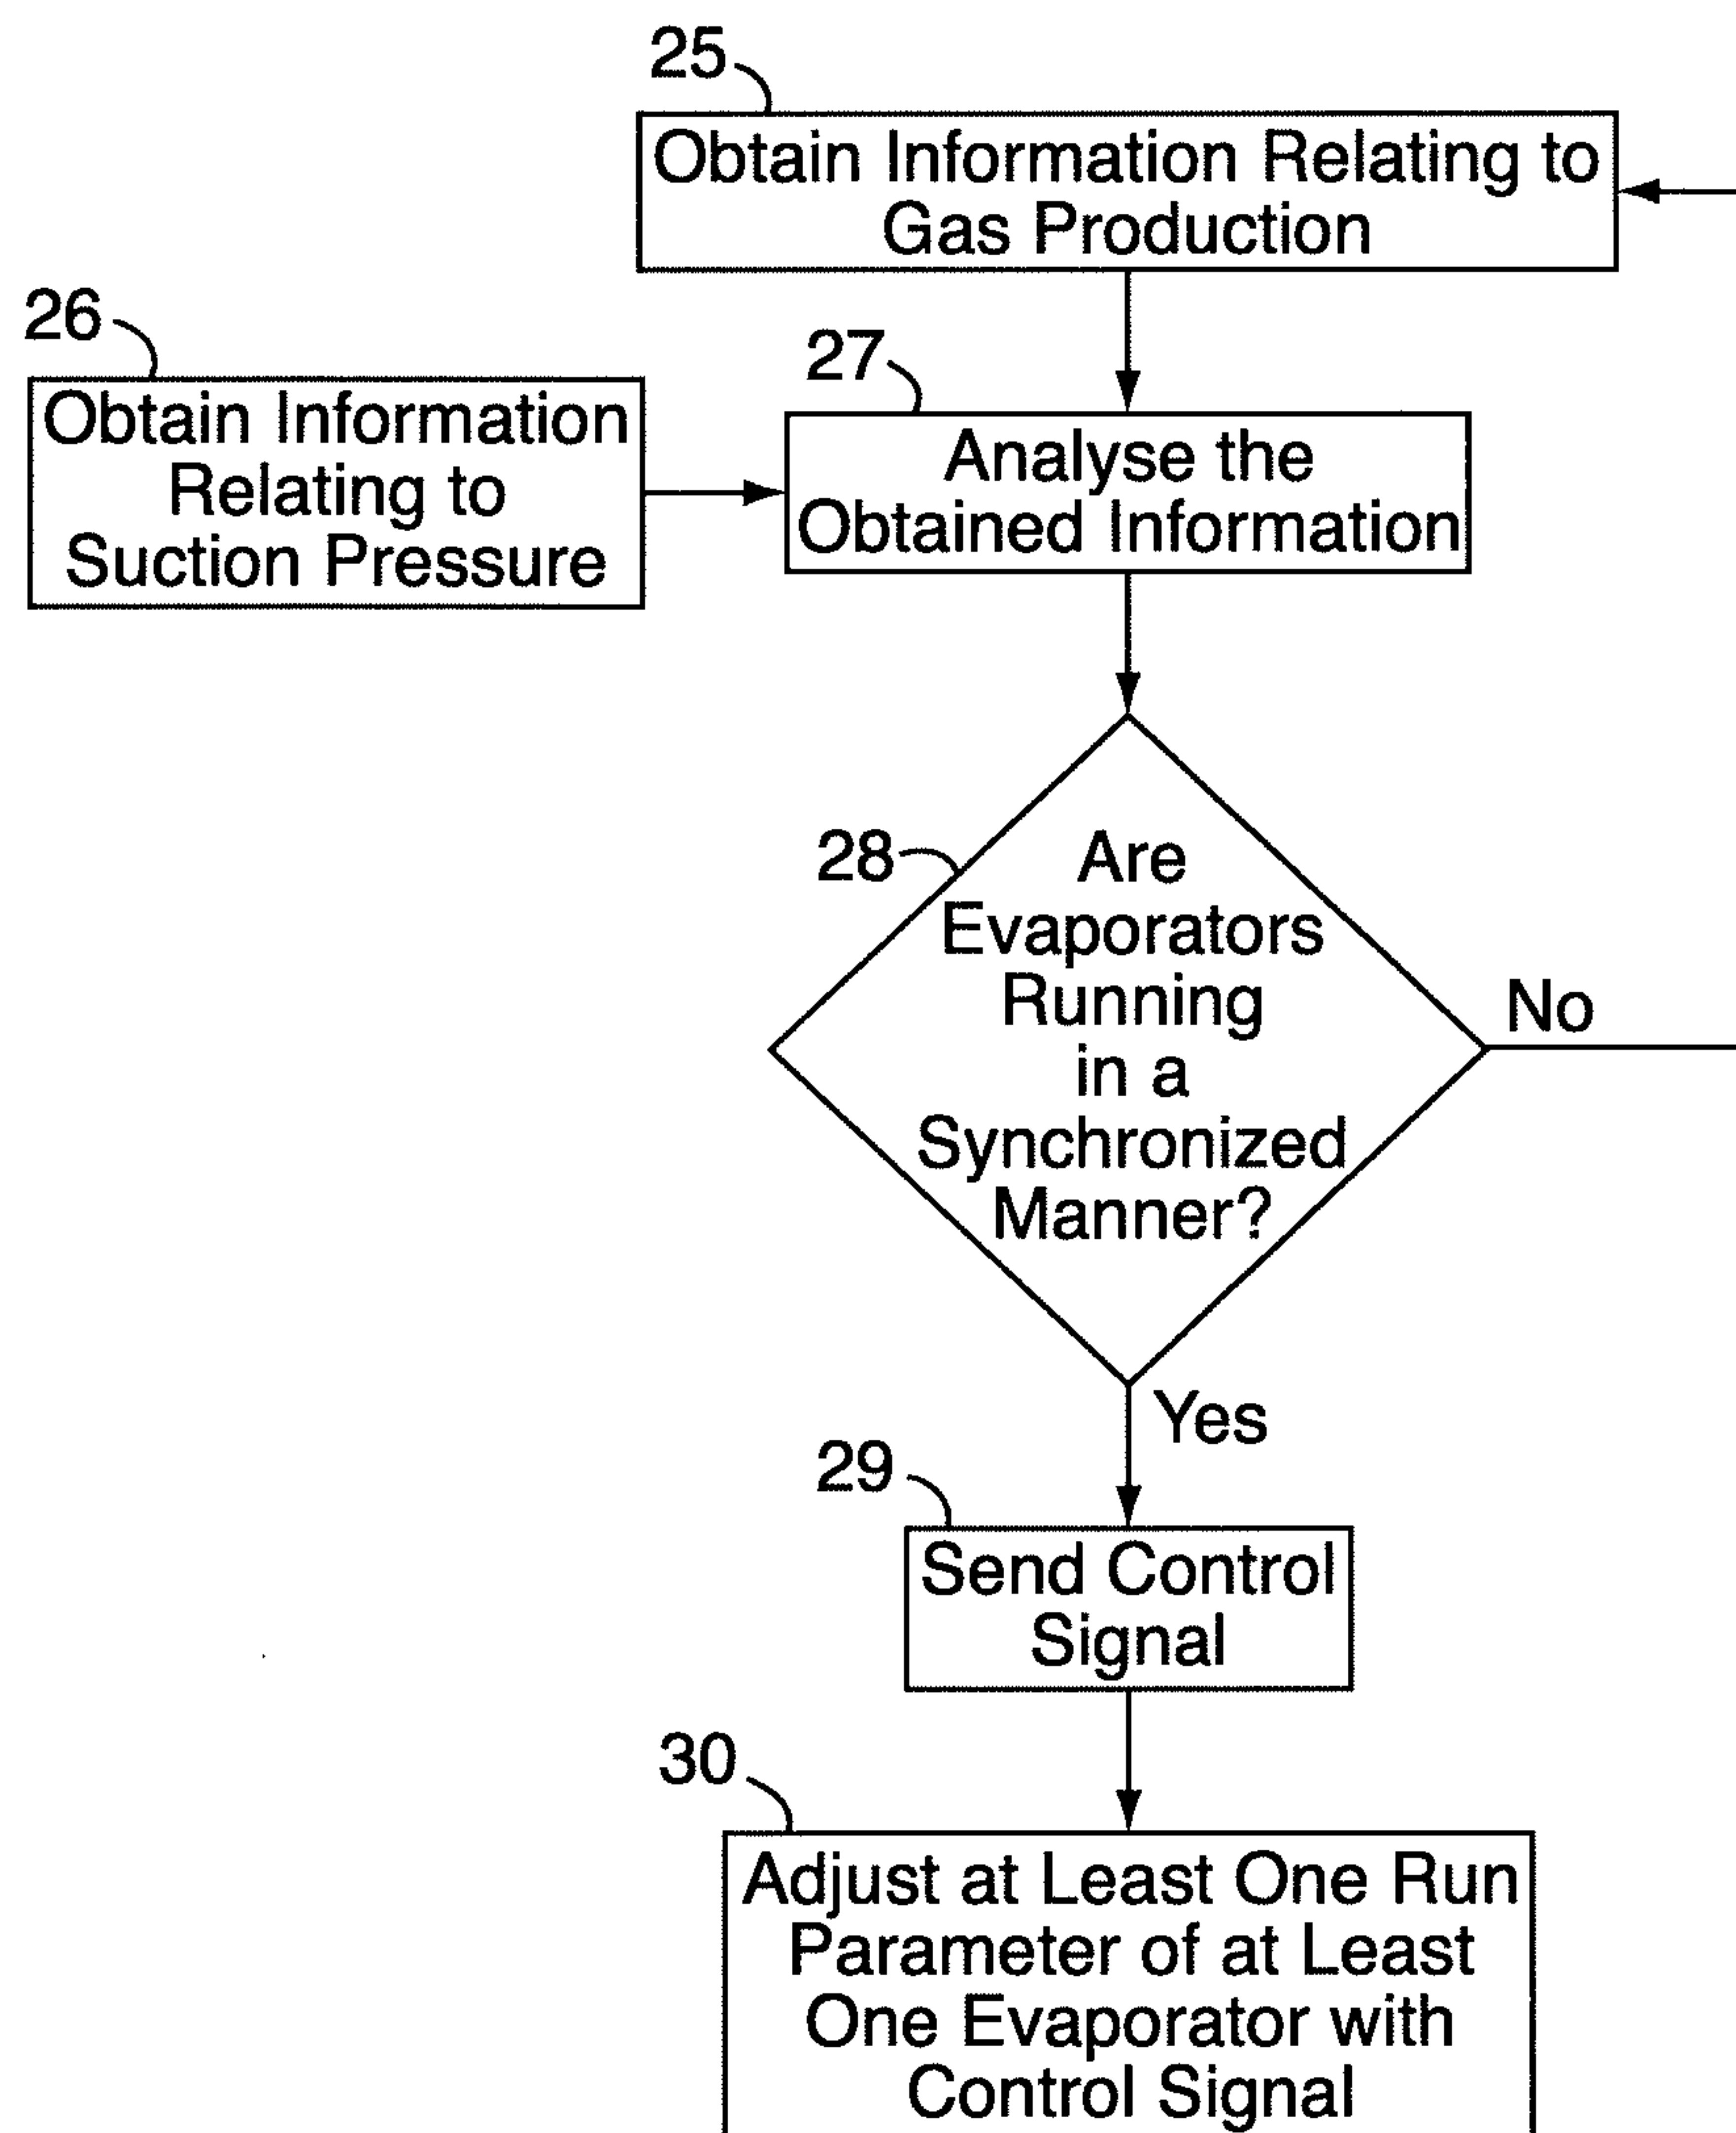 25
Obtain Information Relating to
Gas Production
26
Obtain Information
Relating to
Suction Pressure
27
Analyse the
Obtained Information
28
Are
Evaporators
Running
in a
Synchronized
Manner?
No
Yes
29
Send Control
Signal
30
Adjust at Least One Run
Parameter of at Least
One Evaporator with
Control Signal